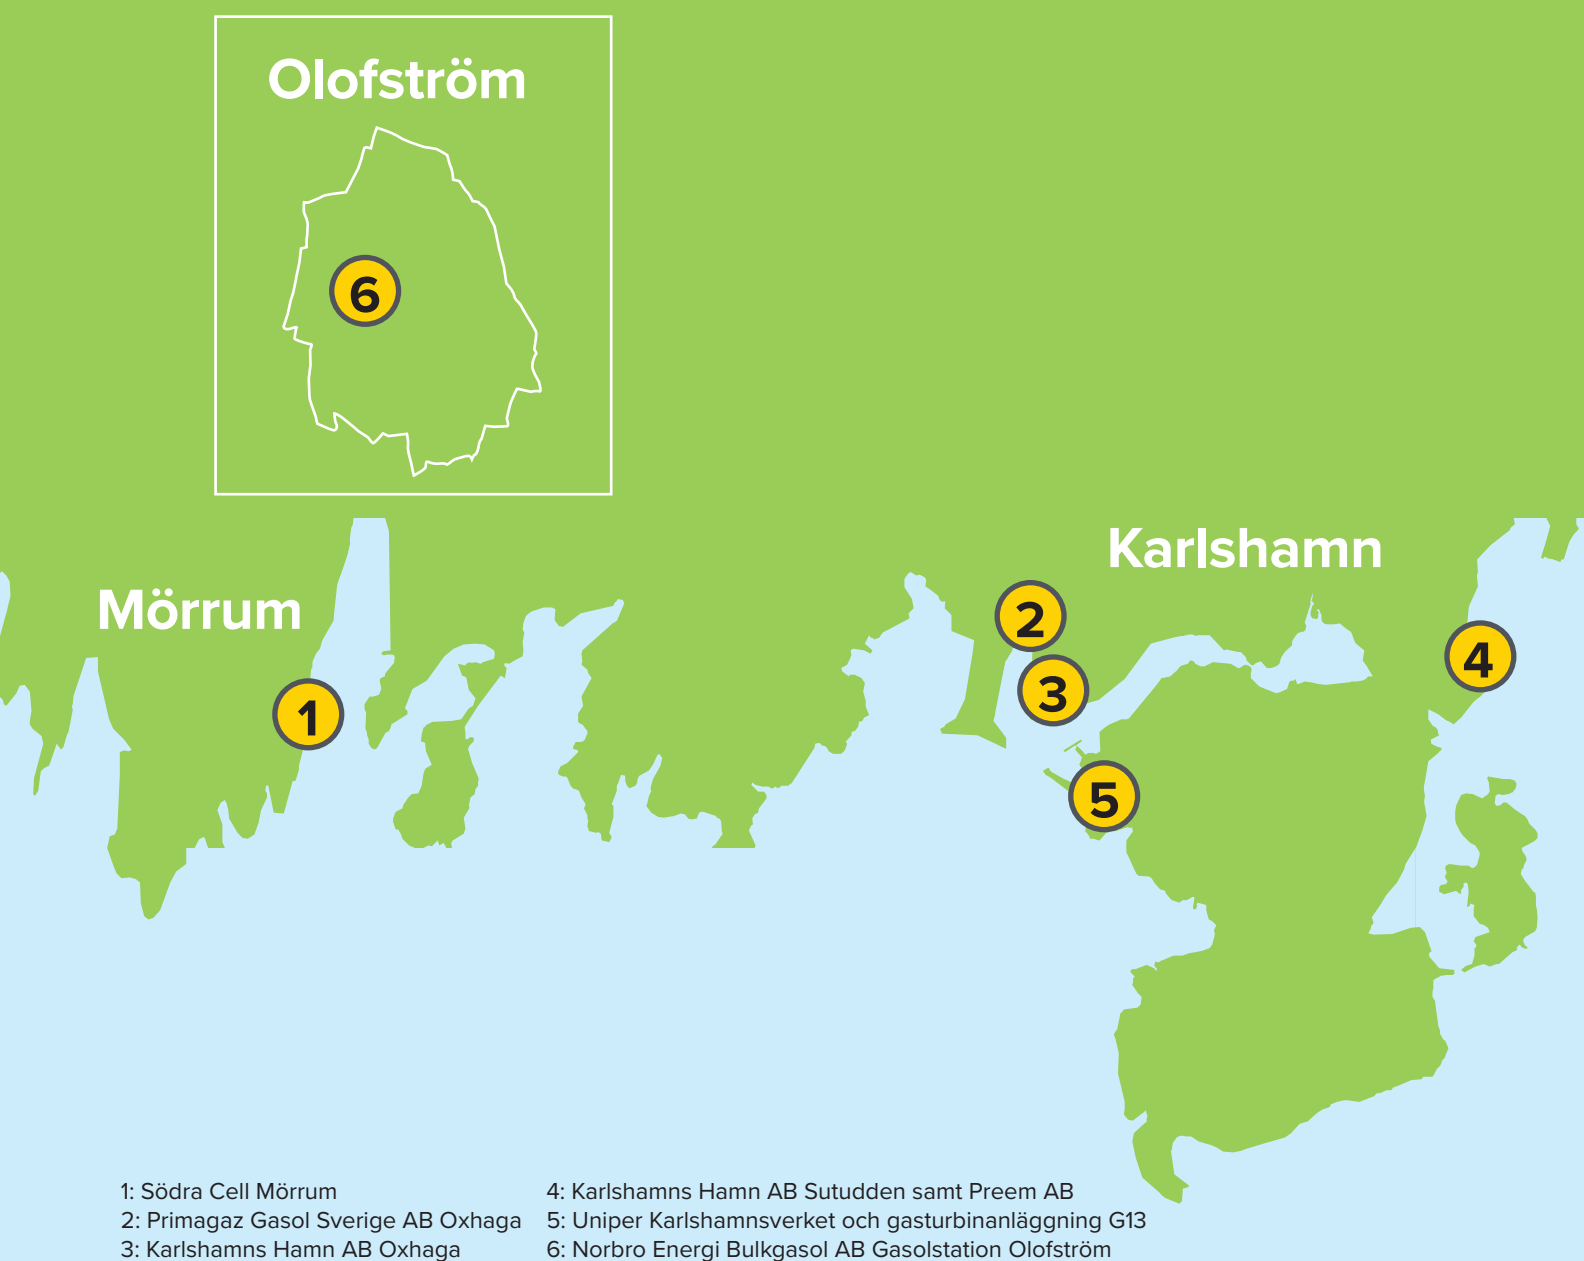 Olofström
6
Karlshamn
Mörrum
2
4
3
1
5
1: Södra Cell Mörrum
2: Primagaz Gasol Sverige AB Oxhaga
3: Karlshamns Hamn AB Oxhaga
4: Karlshamns Hamn AB Sutudden samt Preem AB
5: Uniper Karlshamnsverket och gasturbinanläggning G13
6: Norbro Energi Bulkgasol AB Gasolstation Olofström